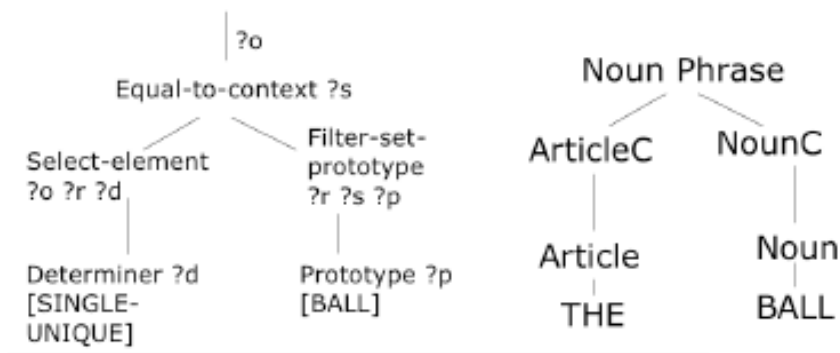 ?o
Equal-to-context ?s
Select-element
?o ?r ?d
Filter-set-
prototype
?r ?s ?p
Determiner ?d
[SINGLE-
UNIQUE]
Prototype ?p
[BALL]
Noun Phrase
ArticleC
NounC
Article
Noun
THE
BALL